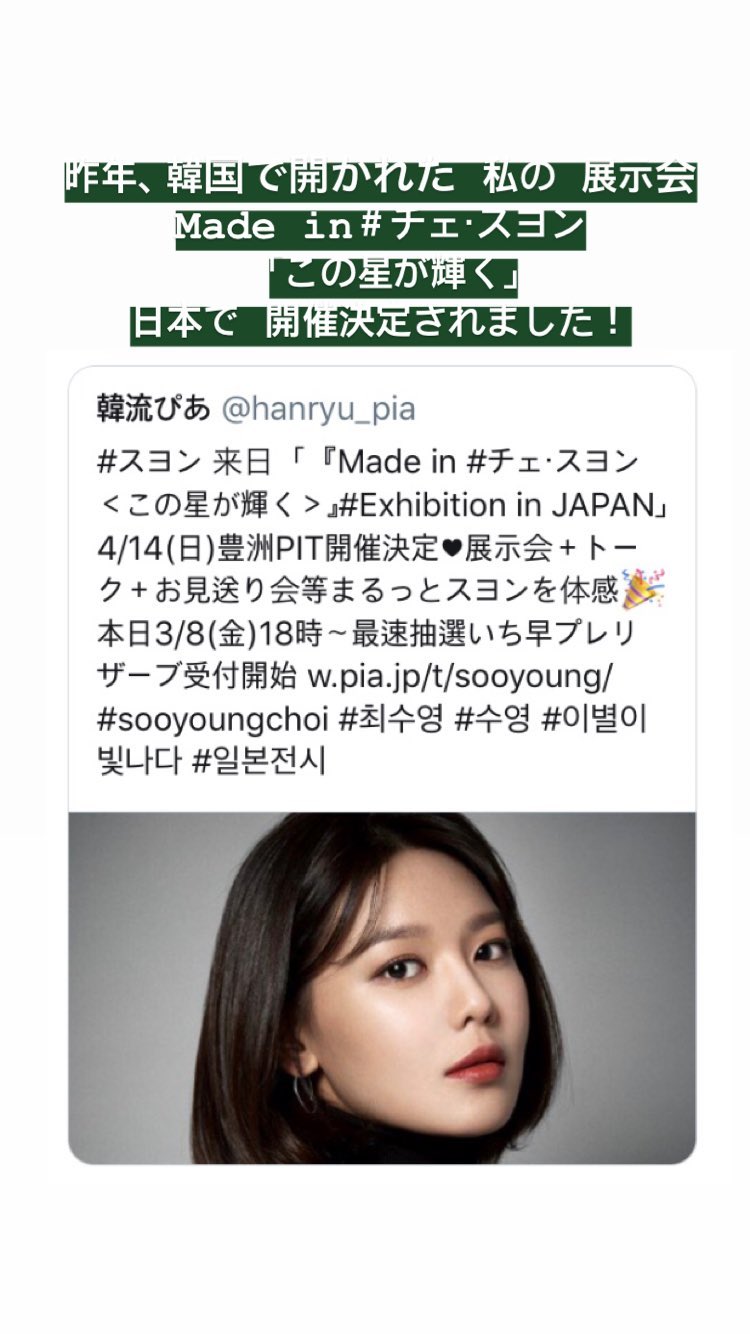 昨年、韓国で開かれた 私の 展示会
Made in#チェ·スヨン
「この星が輝く」
日本で 開催決定されました！
韓流ぴあ @hanryu_pia
#スヨン 来日「『Made in #チェ·スヨン
＜この星が輝く＞』#Exhibition in JAPAN」
4/14(日)豊洲PIT開催決定♥展示会＋トー
ク＋お見送り会等まるっとスヨンを体感🎉
本日3/8(金)18時～最速抽選いち早プレリ
ザーブ受付開始 w.pia.jp/t/sooyoung/
#sooyoungchoi #최수영 #수영 #이별이
빛나다 #일본전시